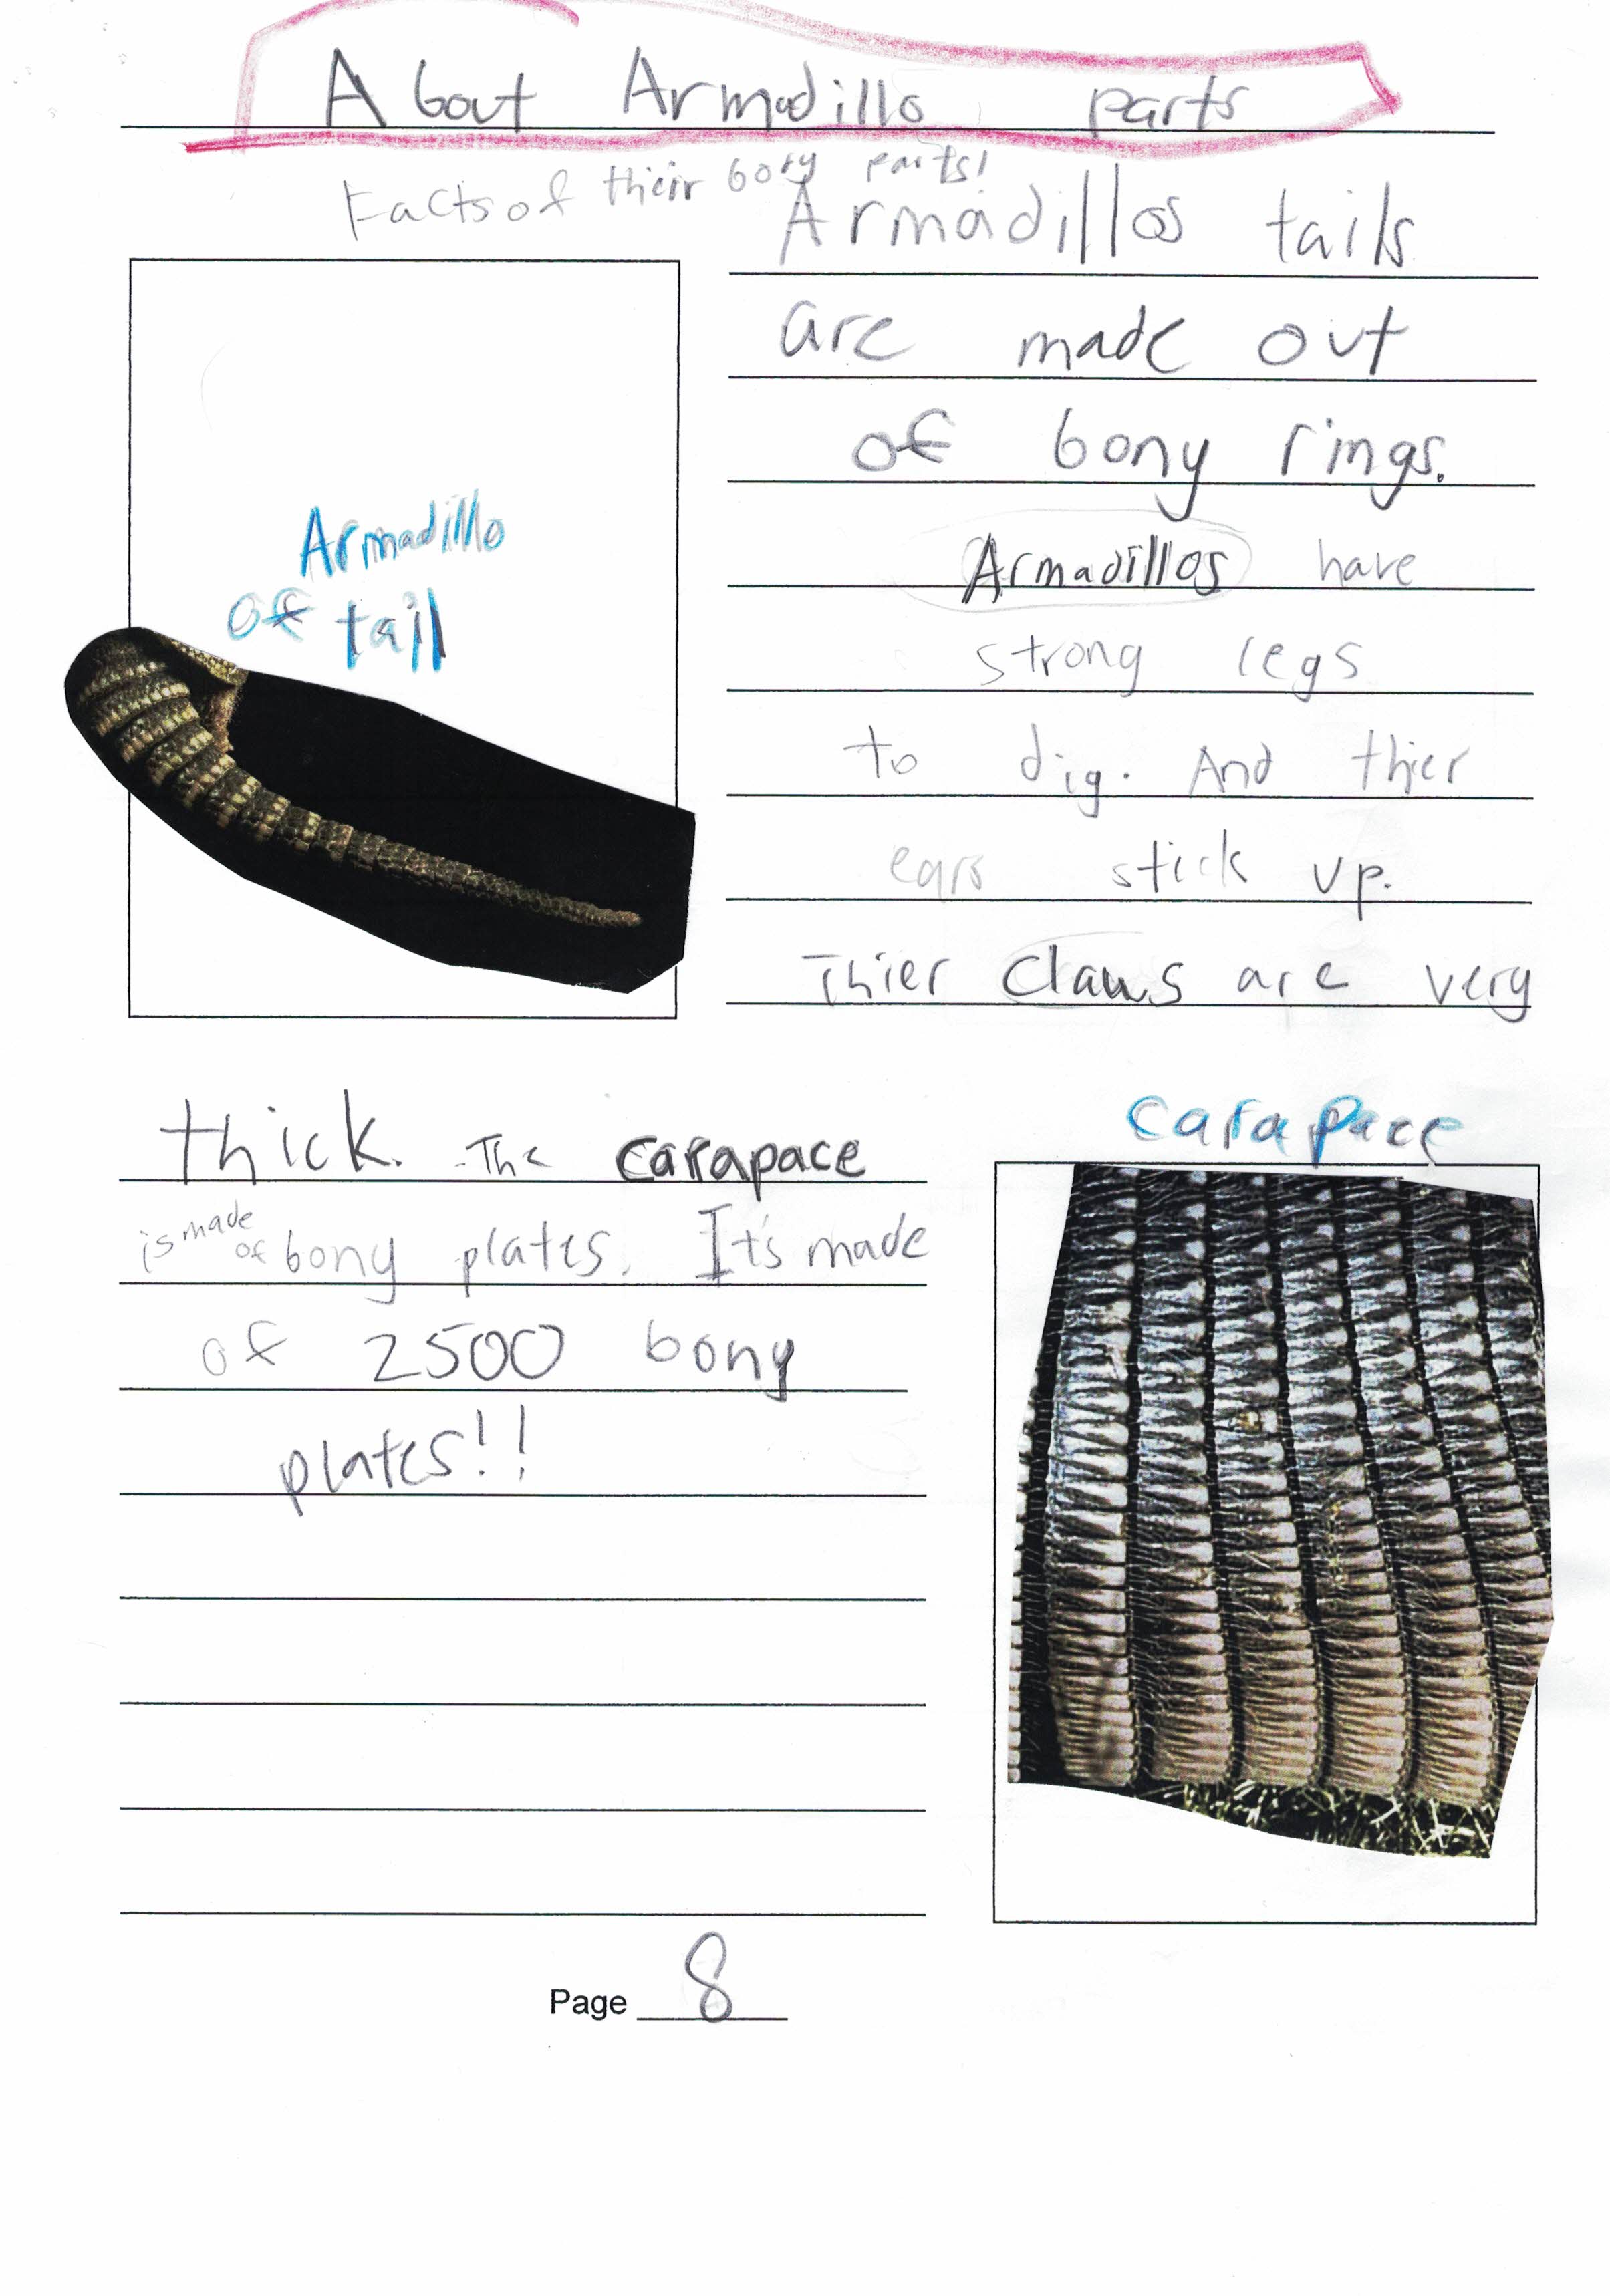 About Armadillo parts
Facts of their bony parts!
Armadillos tails
are made out
of bony rings.
Armadillos have
strong legs
to dig. And thier
ears stick up.
Thier claws are very
Armadillo
of tail
thick. The carapace
is made of bony plates. It's made
of 2500 bony
plates!!
carapace
Page 8